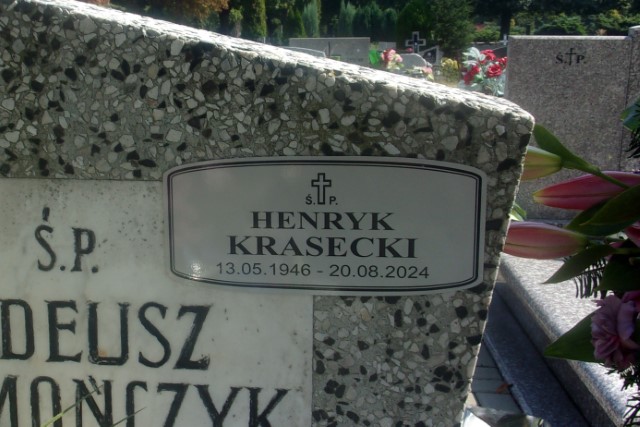 Ś. P.
HENRYK
KRASECKI
13.05.1946 - 20.08.2024
Ś.P.
DEUSZ
MOŃCZYK
Ś P.